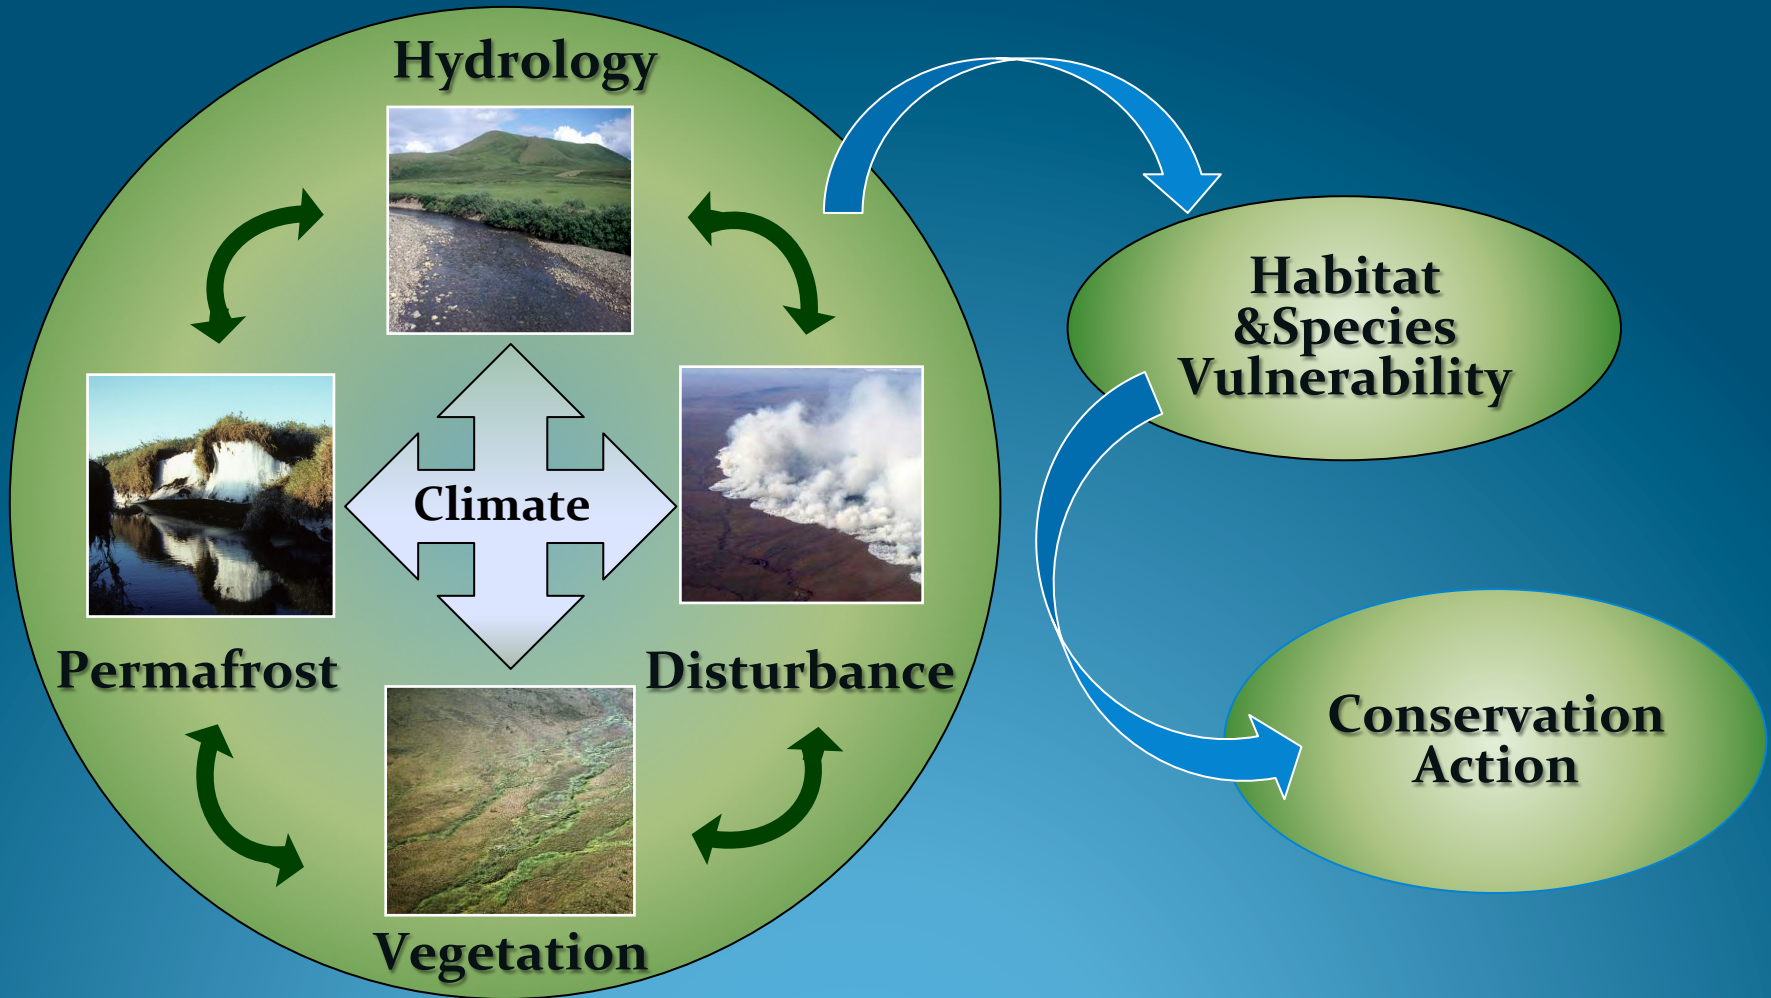 Hydrology
Climate
Permafrost
Disturbance
Vegetation
Habitat
&Species
Vulnerability
Conservation
Action